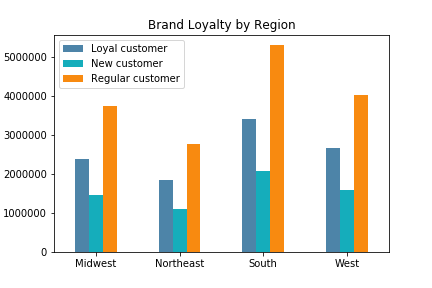 Brand Loyalty by Region
Loyal customer
New customer
Regular customer
5000000
4000000
3000000
2000000
1000000
0
Midwest Northeast South West